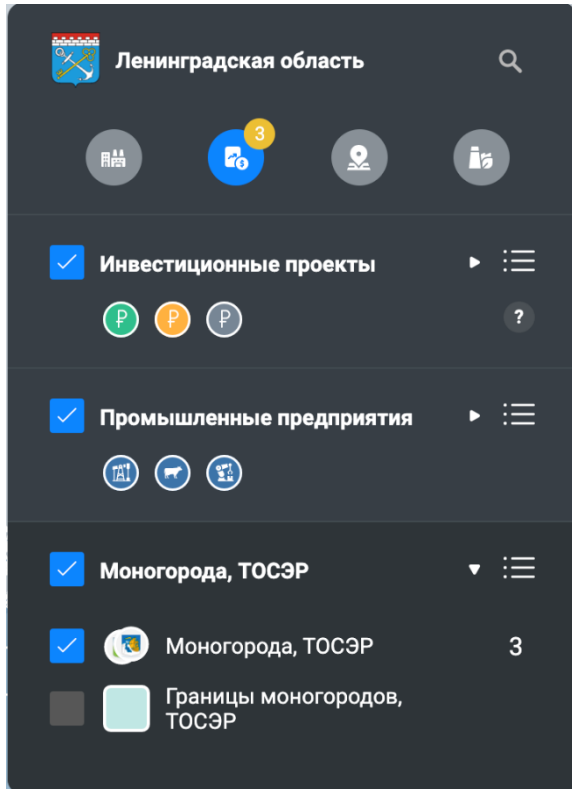 Ленинградская область
3
Инвестиционные проекты
₽ ₽ ₽
?
Промышленные предприятия
Моногорода, ТОСЭР
Моногорода, ТОСЭР 3
Границы моногородов,
ТОСЭР